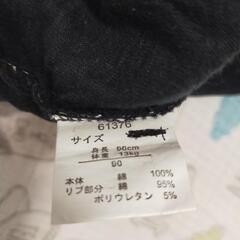 61376
サイズ
身長 90cm
体重 13kg
90
本体 綿 100%
リブ部分 綿 95%
ポリウレタン 5%